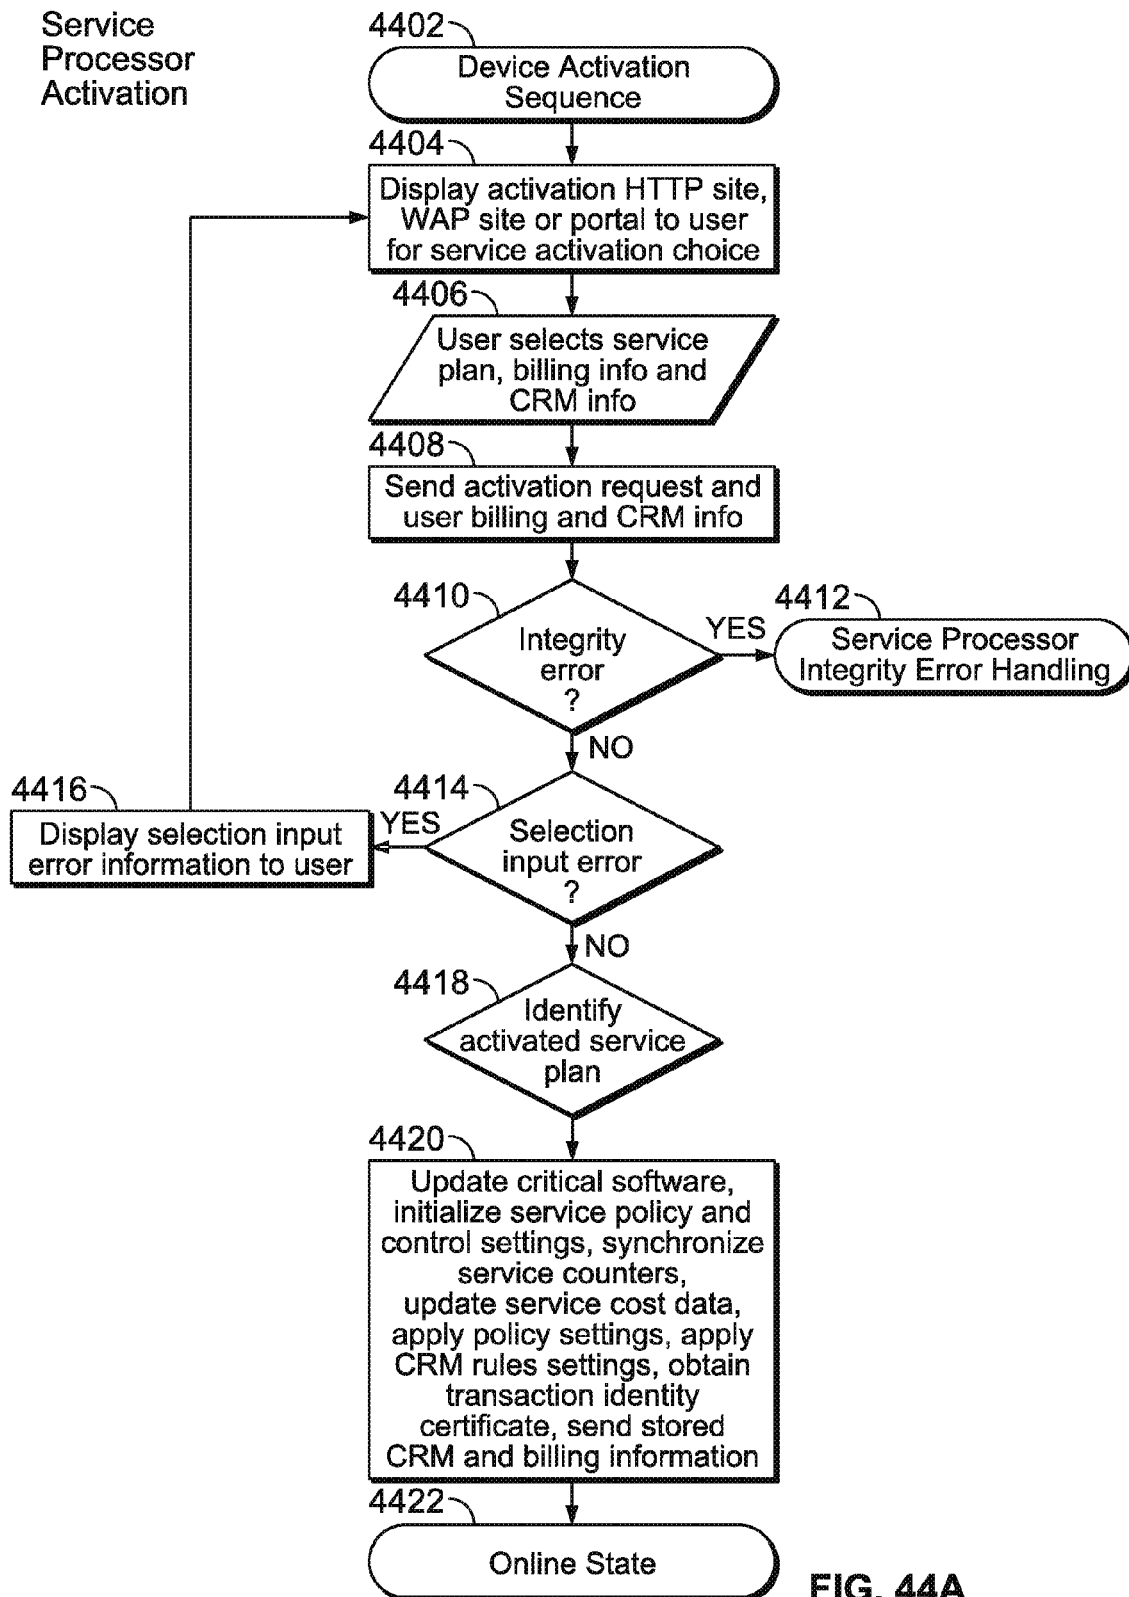 Service
Processor
Activation
4402
Device Activation
Sequence
4404
Display activation HTTP site,
WAP site or portal to user
for service activation choice
4406
User selects service
plan, billing info and
CRM info
4408
Send activation request and
user billing and CRM info
4410
Integrity
error
?
YES
4412
Service Processor
Integrity Error Handling
NO
4414
Selection
input error
?
YES
4416
Display selection input
error information to user
NO
4418
Identify
activated service
plan
4420
Update critical software,
initialize service policy and
control settings, synchronize
service counters,
update service cost data,
apply policy settings, apply
CRM rules settings, obtain
transaction identity
certificate, send stored
CRM and billing information
4422
Online State
FIG. 44A